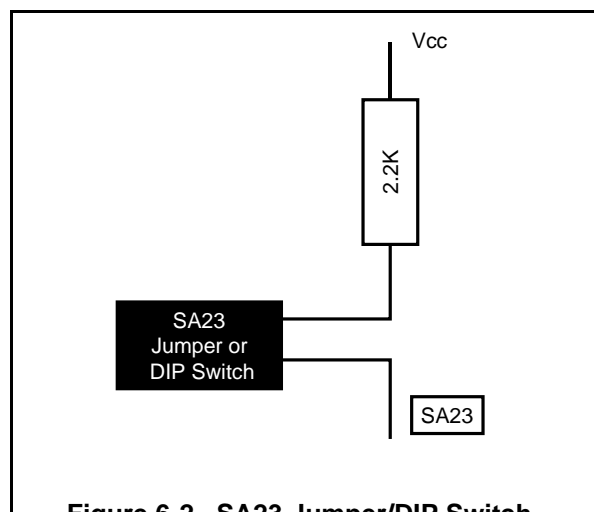 Vcc
2.2K
SA23
Jumper or
DIP Switch
SA23
Figure 6-2 SA23 Jumper/DIP Switch